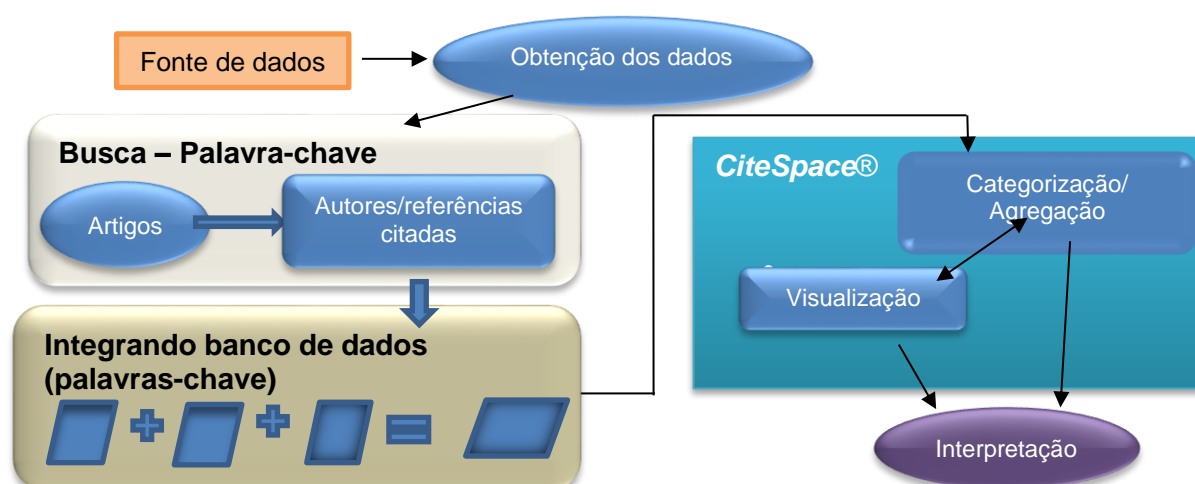 Fonte de dados
Obtenção dos dados
Busca – Palavra-chave
Artigos
Autores/referências
citadas
Integrando banco de dados
(palavras-chave)
CiteSpace®
Categorização/
Agregação
Visualização
Interpretação